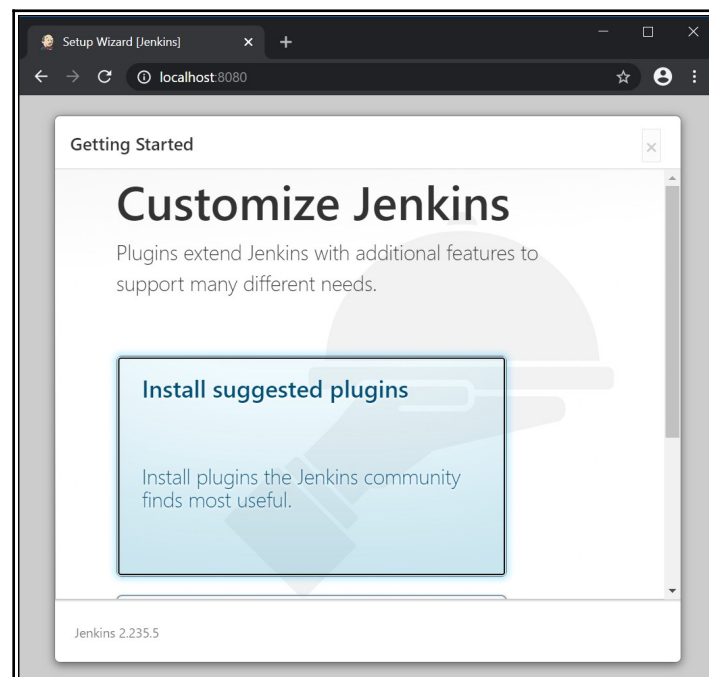 Setup Wizard [Jenkins]
localhost:8080
Getting Started
Customize Jenkins
Plugins extend Jenkins with additional features to
support many different needs.
Install suggested plugins
Install plugins the Jenkins community
finds most useful.
Jenkins 2.235.5